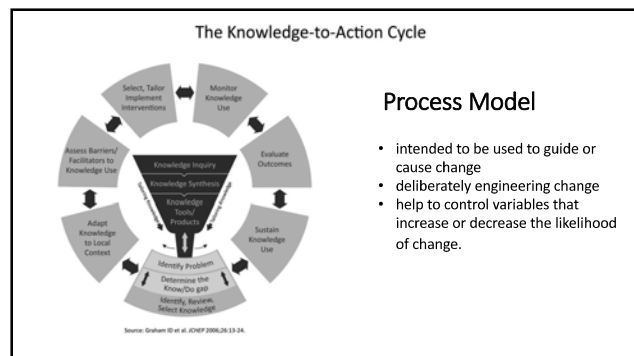 The Knowledge-to-Action Cycle
Select, Tailor
Implement
Interventions
Monitor
Knowledge
Use
Assess Barriers/
Facilitators to
Knowledge Use
Evaluate
Outcomes
Adapt
Knowledge
to Local
Context
Sustain
Knowledge
Use
Knowledge Inquiry
Knowledge Synthesis
Knowledge
Tools/
Products
Tailoring Knowledge
Tailoring Knowledge
Identify Problem
Determine the
Know/Do gap
Identify, Review,
Select Knowledge
Source: Graham ID et al. JCHEP 2006;26:13-24.
Process Model
• intended to be used to guide or
cause change
• deliberately engineering change
• help to control variables that
increase or decrease the likelihood
of change.